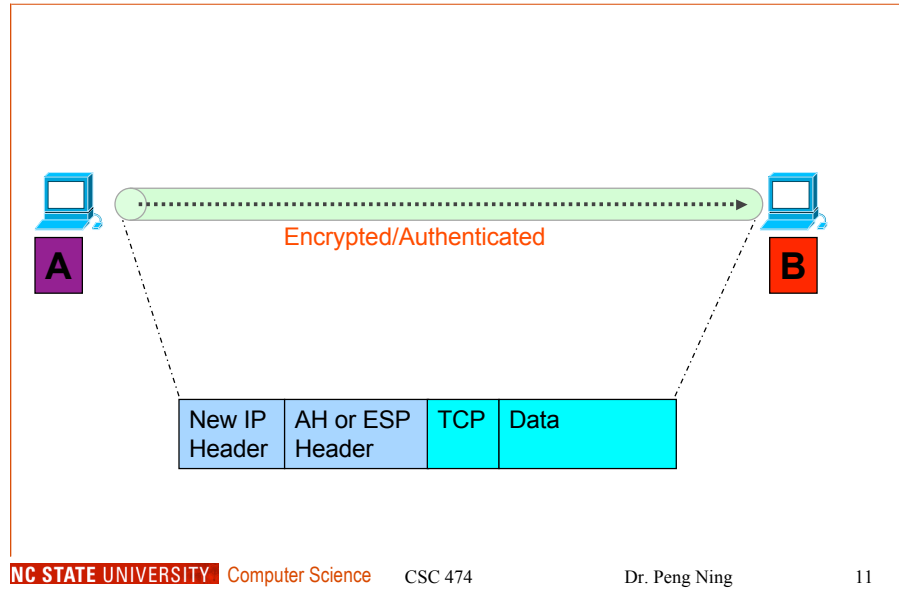 Encrypted/Authenticated
A
B
New IP Header
AH or ESP Header
TCP
Data
NC STATE UNIVERSITY Computer Science CSC 474 Dr. Peng Ning 11